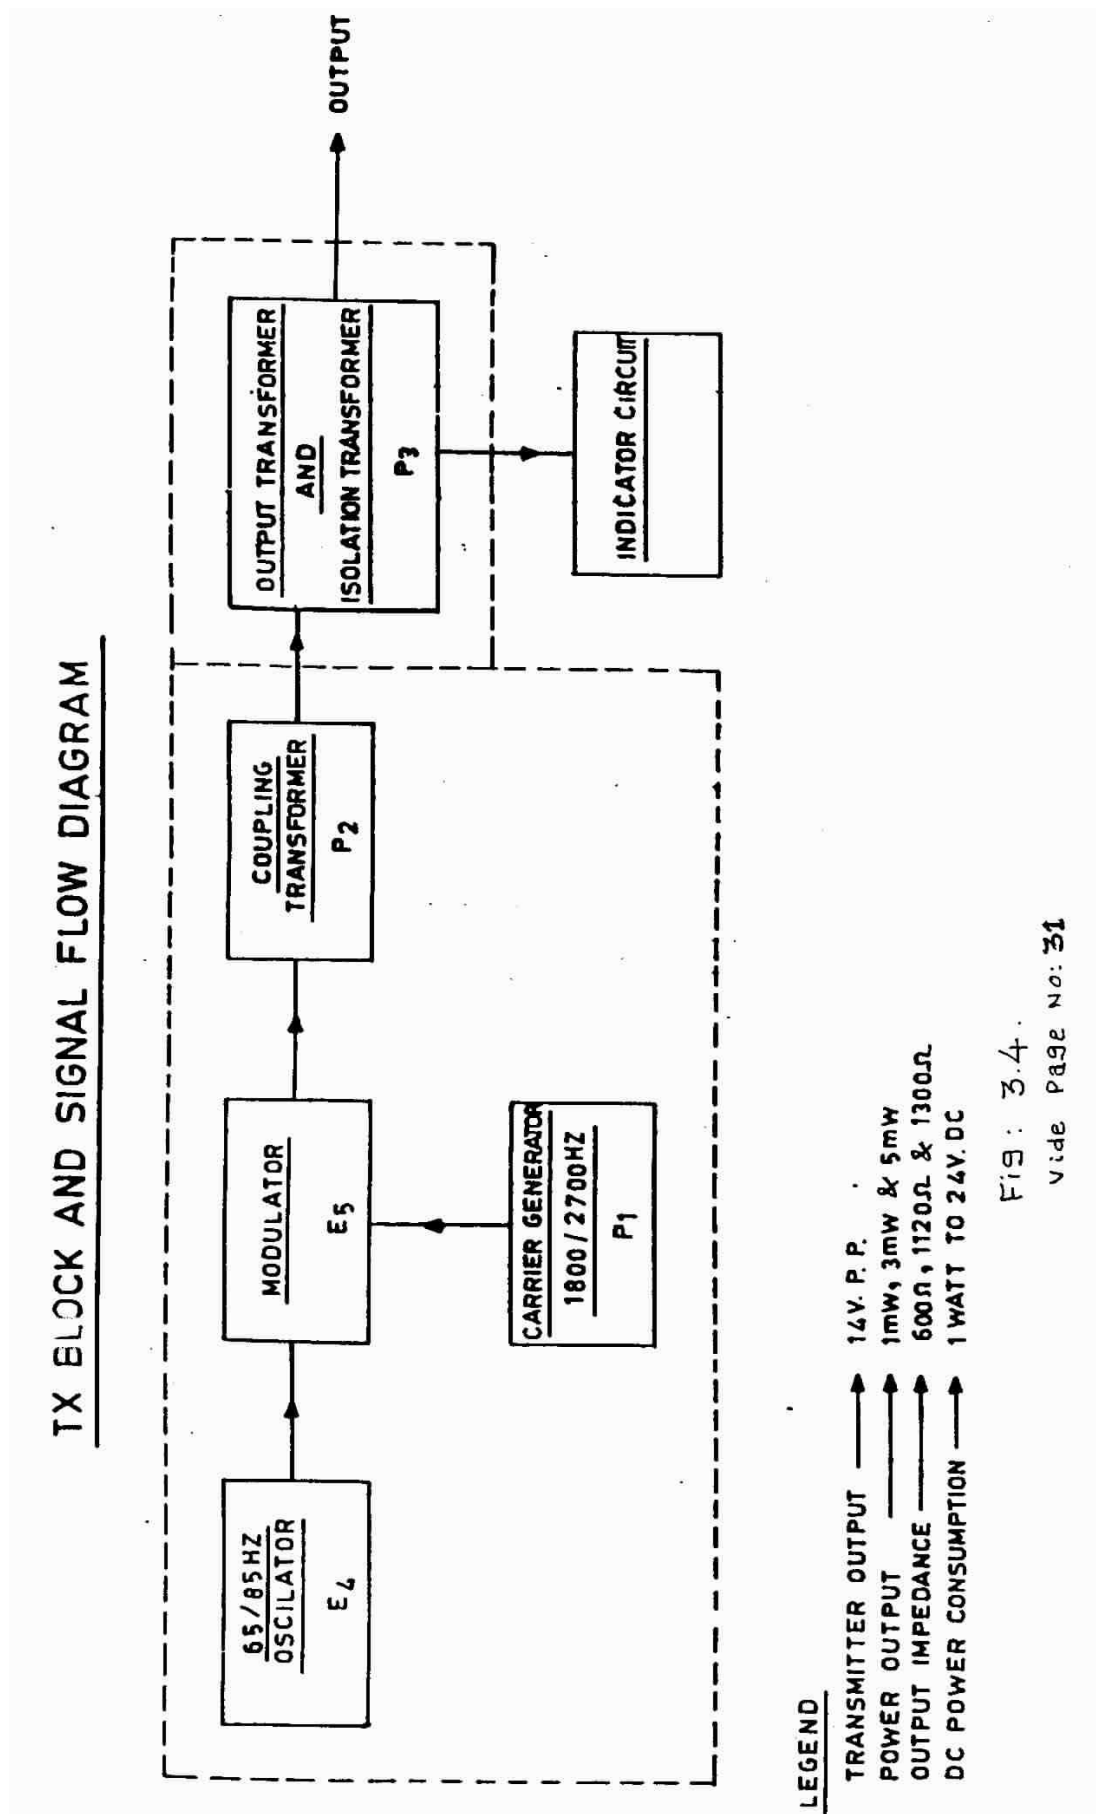 TX BLOCK AND SIGNAL FLOW DIAGRAM
65/85HZ
OSCILATOR
E4
MODULATOR
E5
CARRIER GENERATOR
1800/2700HZ
P1
COUPLING
TRANSFORMER
P2
OUTPUT TRANSFORMER
AND
ISOLATION TRANSFORMER
P3
OUTPUT
INDICATOR CIRCUIT
LEGEND
TRANSMITTER OUTPUT → 14V. P. P.
POWER OUTPUT → 1mW, 3mW & 5mW
OUTPUT IMPEDANCE → 600Ω, 1120Ω & 1300Ω
DC POWER CONSUMPTION → 1 WATT TO 24V. DC
Fig : 3.4.
Vide Page No: 31